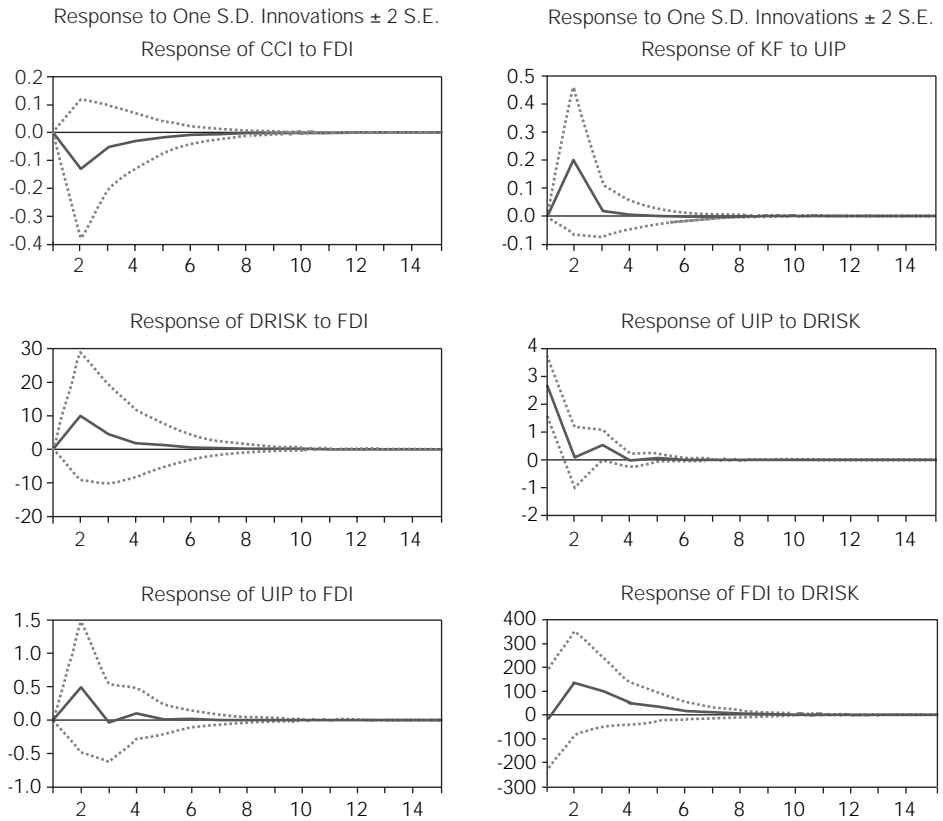 Response to One S.D. Innovations ± 2 S.E.
Response of CCI to FDI
0.2
0.1
0.0
-0.1
-0.2
-0.3
-0.4
2 4 6 8 10 12 14
Response of DRISK to FDI
30
20
10
0
-10
-20
2 4 6 8 10 12 14
Response of UIP to FDI
1.5
1.0
0.5
0.0
-0.5
-1.0
2 4 6 8 10 12 14
Response to One S.D. Innovations ± 2 S.E.
Response of KF to UIP
0.5
0.4
0.3
0.2
0.1
0.0
-0.1
2 4 6 8 10 12 14
Response of UIP to DRISK
4
3
2
1
0
-1
-2
2 4 6 8 10 12 14
Response of FDI to DRISK
400
300
200
100
0
-100
-200
-300
2 4 6 8 10 12 14